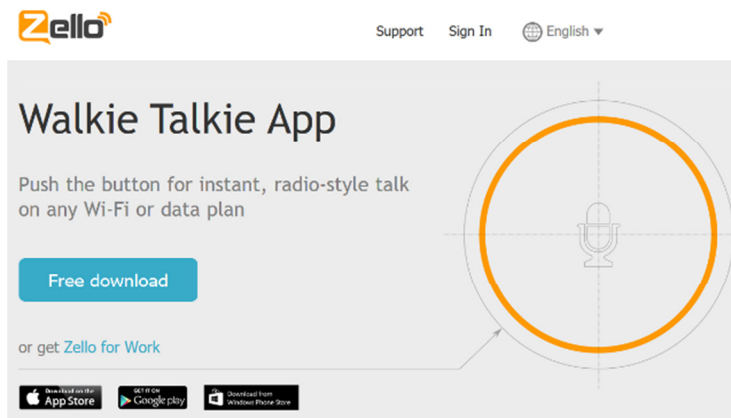 Zello
Support Sign In English
Walkie Talkie App
Push the button for instant, radio-style talk
on any Wi-Fi or data plan
Free download
or get Zello for Work
Download on the
App Store
GET IT ON
Google play
Download from
Windows Phone Store